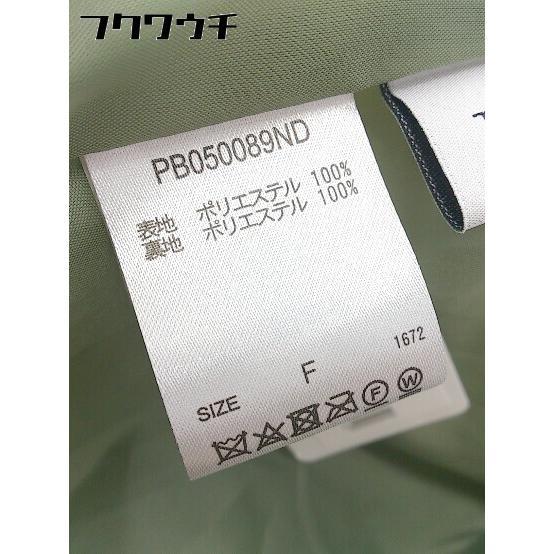 フクワウチ
PB050089ND
表地 ポリエステル 100%
裏地 ポリエステル 100%
1672
SIZE F
F W